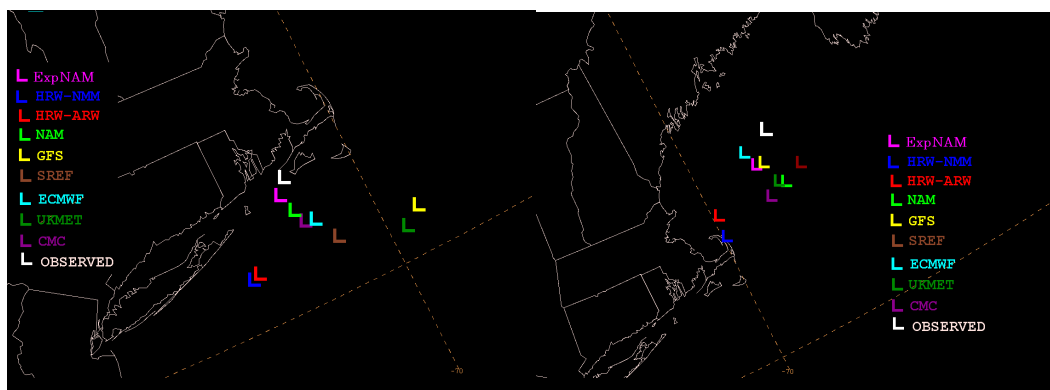 ExpNAM
HRW-NMM
HRW-ARW
NAM
GFS
SREF
ECMWF
UKMET
CMC
OBSERVED
-70
ExpNAM
HRW-NMM
HRW-ARW
NAM
GFS
SREF
ECMWF
UKMET
CMC
OBSERVED
-70